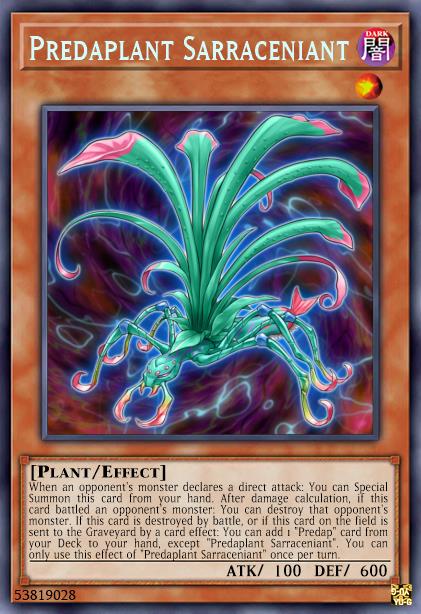 Predaplant Sarraceniant
DARK
闇
[Plant/Effect]
When an opponent's monster declares a direct attack: You can Special
Summon this card from your hand. After damage calculation, if this
card battled an opponent's monster: You can destroy that opponent's
monster. If this card is destroyed by battle, or if this card on the field is
sent to the Graveyard by a card effect: You can add 1 "Predap" card from
your Deck to your hand, except "Predaplant Sarraceniant". You can
only use this effect of "Predaplant Sarraceniant" once per turn.
ATK/ 100 DEF/ 600
53819028